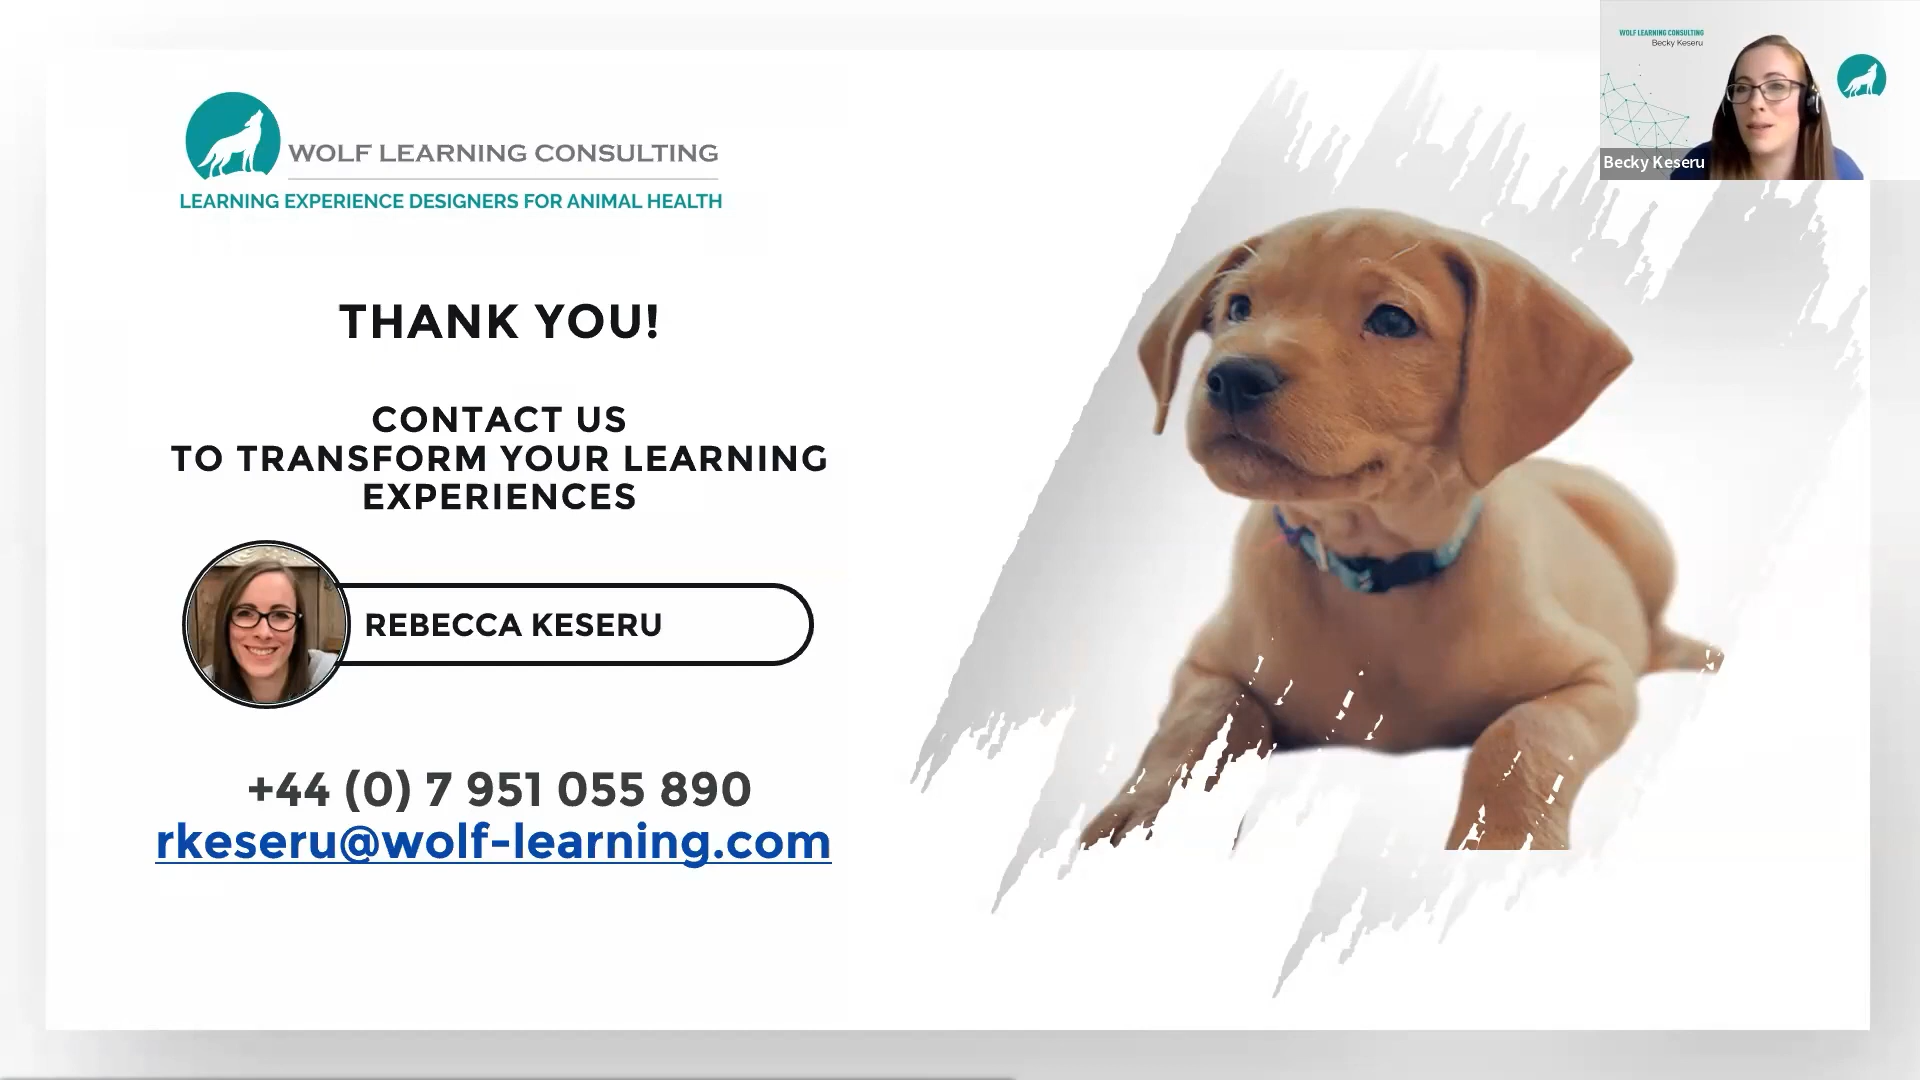 WOLF LEARNING CONSULTING
LEARNING EXPERIENCE DESIGNERS FOR ANIMAL HEALTH
THANK YOU!
CONTACT US
TO TRANSFORM YOUR LEARNING
EXPERIENCES
REBECCA KESERU
+44 (0) 7 951 055 890
rkeseru@wolf-learning.com
WOLF LEARNING CONSULTING
Becky Keseru
Becky Keseru